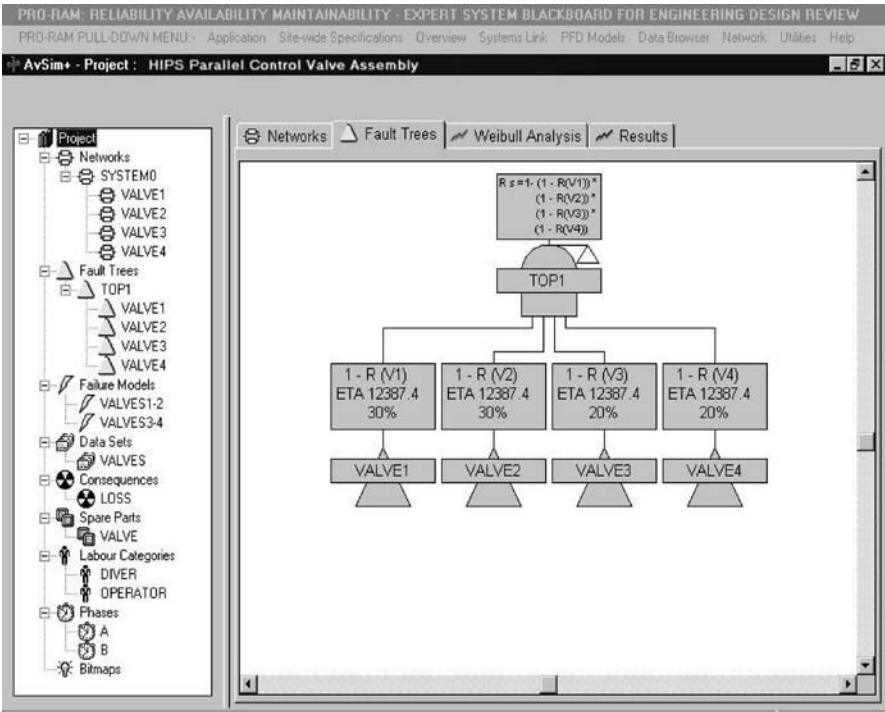 PRO-RAM: RELIABILITY AVAILABILITY MAINTAINABILITY - EXPERT SYSTEM BLACKBOARD FOR ENGINEERING DESIGN REVIEW
PRO-RAM PULL-DOWN MENU:- Application Site-wide Specifications Overview Systems Link PFD Models Data Browser Network Utilities Help
AvSim+ - Project : HIPS Parallel Control Valve Assembly
Project
Networks
SYSTEM0
VALVE1
VALVE2
VALVE3
VALVE4
Fault Trees
TOP1
VALVE1
VALVE2
VALVE3
VALVE4
Failure Models
VALVES1-2
VALVES3-4
Data Sets
VALVES
Consequences
LOSS
Spare Parts
VALVE
Labour Categories
DIVER
OPERATOR
Phases
A
B
Bitmaps
Networks Fault Trees Weibull Analysis Results
R s=1- (1 - R(V1))*
(1 - R(V2))*
(1 - R(V3))*
(1 - R(V4))
TOP1
1 - R (V1) 1 - R (V2) 1 - R (V3) 1 - R (V4)
ETA 12387.4 ETA 12387.4 ETA 12387.4 ETA 12387.4
30% 30% 20% 20%
VALVE1 VALVE2 VALVE3 VALVE4